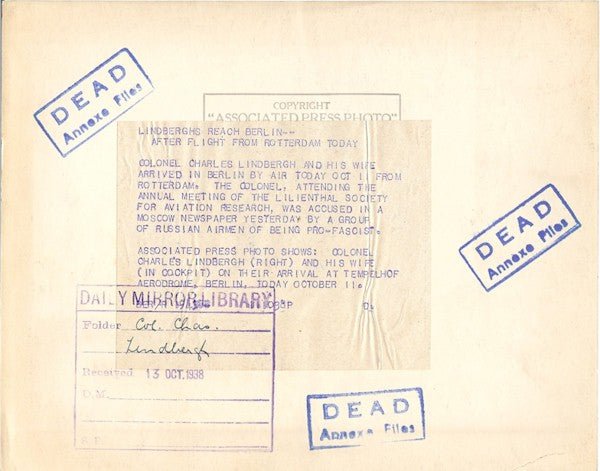 DEAD
Annexe Files
COPYRIGHT
"ASSOCIATED PRESS PHOTO"
LINDBERGHS REACH BERLIN--
AFTER FLIGHT FROM ROTTERDAM TODAY
COLONEL CHARLES LINDBERGH AND HIS WIFE
ARRIVED IN BERLIN BY AIR TODAY OCT 11 FROM
ROTTERDAM. THE COLONEL, ATTENDING THE
ANNUAL MEETING OF THE LILIENTHAL SOCIETY
FOR AVIATION RESEARCH, WAS ACCUSED IN A
MOSCOW NEWSPAPER YESTERDAY BY A GROUP
OF RUSSIAN AIRMEN OF BEING PRO-FASCIST.
ASSOCIATED PRESS PHOTO SHOWS: COLONEL
CHARLES LINDBERGH (RIGHT) AND HIS WIFE
(IN COCKPIT) ON THEIR ARRIVAL AT TEMPELHOF
AERODROME, BERLIN, TODAY OCTOBER 11.
DEAD
Annexe Files
DAILY MIRROR LIBRARY
Folder Col. Chas.
Lindbergh
Received 13 OCT.1938
D.M.
S.P.
DEAD
Annexe Files